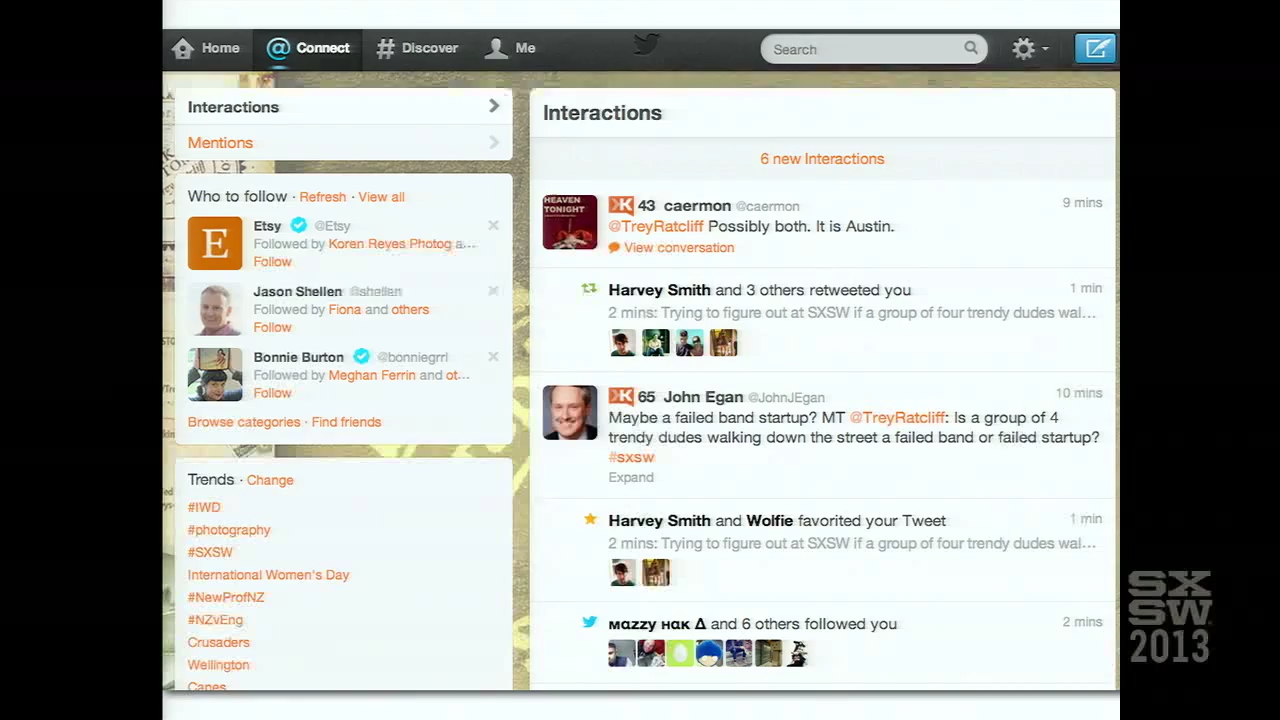 Home
@ Connect
# Discover
Me
Search
Interactions
Mentions
Who to follow · Refresh · View all
Etsy @Etsy
Followed by Koren Reyes Photog a...
Follow
Jason Shellen @shellen
Followed by Fiona and others
Follow
Bonnie Burton @bonniegrrl
Followed by Meghan Ferrin and ot...
Follow
Browse categories · Find friends
Trends · Change
#IWD
#photography
#SXSW
International Women's Day
#NewProfNZ
#NZvEng
Crusaders
Wellington
Canes
Interactions
6 new Interactions
HEAVEN
TONIGHT
K 43 caermon @caermon 9 mins
@TreyRatcliff Possibly both. It is Austin.
View conversation
Harvey Smith and 3 others retweeted you 1 min
2 mins: Trying to figure out at SXSW if a group of four trendy dudes wal...
K 65 John Egan @JohnJEgan 10 mins
Maybe a failed band startup? MT @TreyRatcliff: Is a group of 4
trendy dudes walking down the street a failed band or failed startup?
#sxsw
Expand
Harvey Smith and Wolfie favorited your Tweet 1 min
2 mins: Trying to figure out at SXSW if a group of four trendy dudes wal...
мαzzy нαĸ Δ and 6 others followed you 2 mins
SX
SW
2013